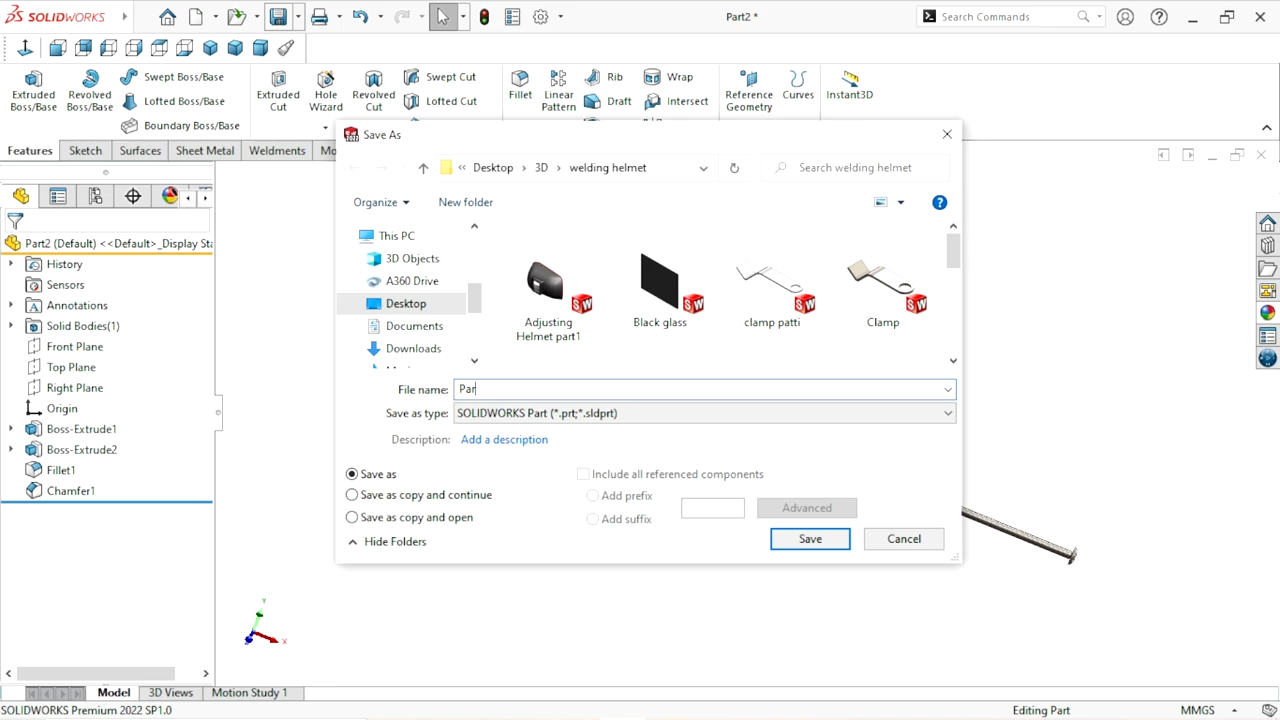 SOLIDWORKS
Part2 *
Search Commands
Extruded Boss/Base
Revolved Boss/Base
Swept Boss/Base
Lofted Boss/Base
Boundary Boss/Base
Extruded Cut
Hole Wizard
Revolved Cut
Swept Cut
Lofted Cut
Fillet
Linear Pattern
Rib
Draft
Wrap
Intersect
Reference Geometry
Curves
Instant3D
Features
Sketch
Surfaces
Sheet Metal
Weldments
Mo
Part2 (Default) <<Default>_Display Sta
History
Sensors
Annotations
Solid Bodies(1)
Front Plane
Top Plane
Right Plane
Origin
Boss-Extrude1
Boss-Extrude2
Fillet1
Chamfer1
Save As
« Desktop > 3D > welding helmet
Search welding helmet
Organize
New folder
This PC
3D Objects
A360 Drive
Desktop
Documents
Downloads
Adjusting
Helmet part1
Black glass
clamp patti
Clamp
File name: Par
Save as type: SOLIDWORKS Part (*.prt;*.sldprt)
Description: Add a description
Save as
Save as copy and continue
Save as copy and open
Include all referenced components
Add prefix
Add suffix
Advanced
Hide Folders
Save
Cancel
Y
X
Model
3D Views
Motion Study 1
SOLIDWORKS Premium 2022 SP1.0
Editing Part
MMGS